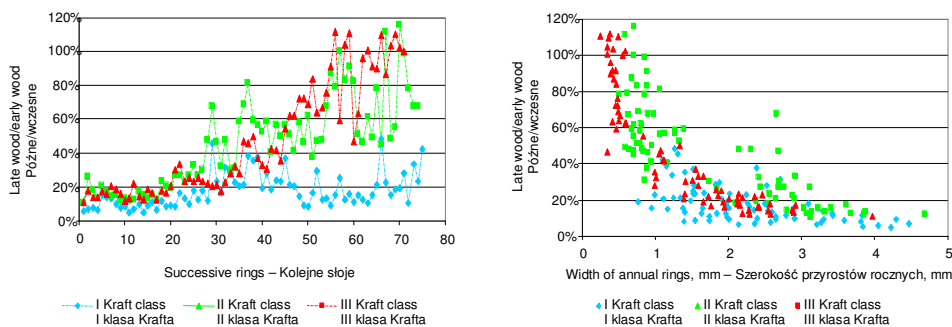 Late wood/early wood
Późne/wczesne
120%
100%
80%
60%
40%
20%
0%
0 10 20 30 40 50 60 70 80
Successive rings – Kolejne słoje
I Kraft class II Kraft class III Kraft class
I klasa Krafta II klasa Krafta III klasa Krafta
Late wood/early wood
Późne/wczesne
120%
100%
80%
60%
40%
20%
0%
0 1 2 3 4 5
Width of annual rings, mm – Szerokość przyrostów rocznych, mm
I Kraft class II Kraft class III Kraft class
I klasa Krafta II klasa Krafta III klasa Krafta